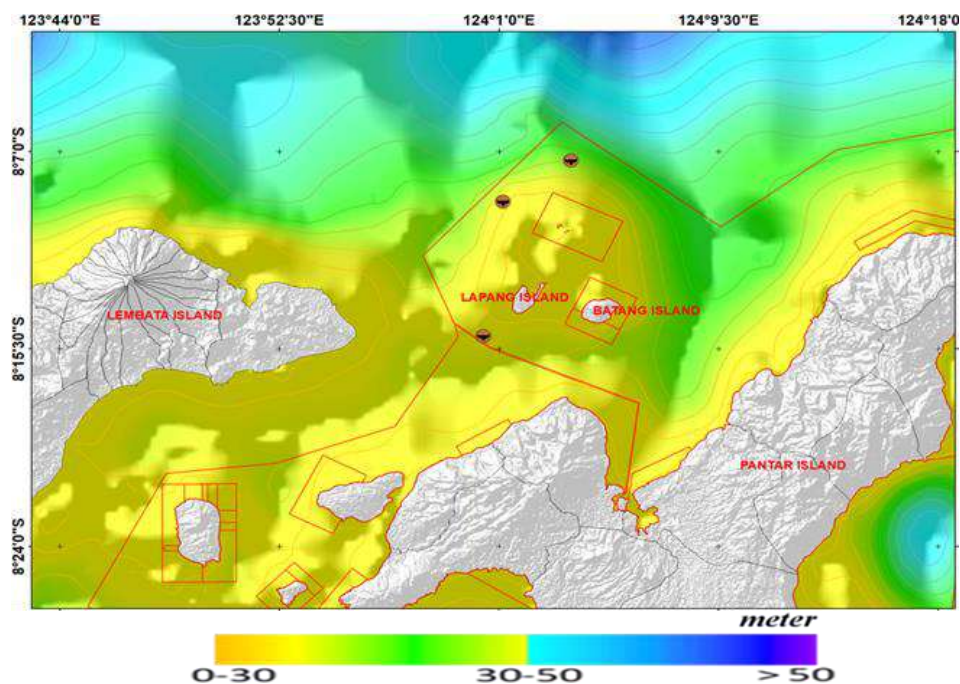 123°44'0"E 123°52'30"E 124°1'0"E 124°9'30"E 124°18'0"
8°7'0"S
LAPANG ISLAND
BATANG ISLAND
LEMBATA ISLAND
8°15'30"S
PANTAR ISLAND
8°24'0"S
meter
0-30 30-50 > 50